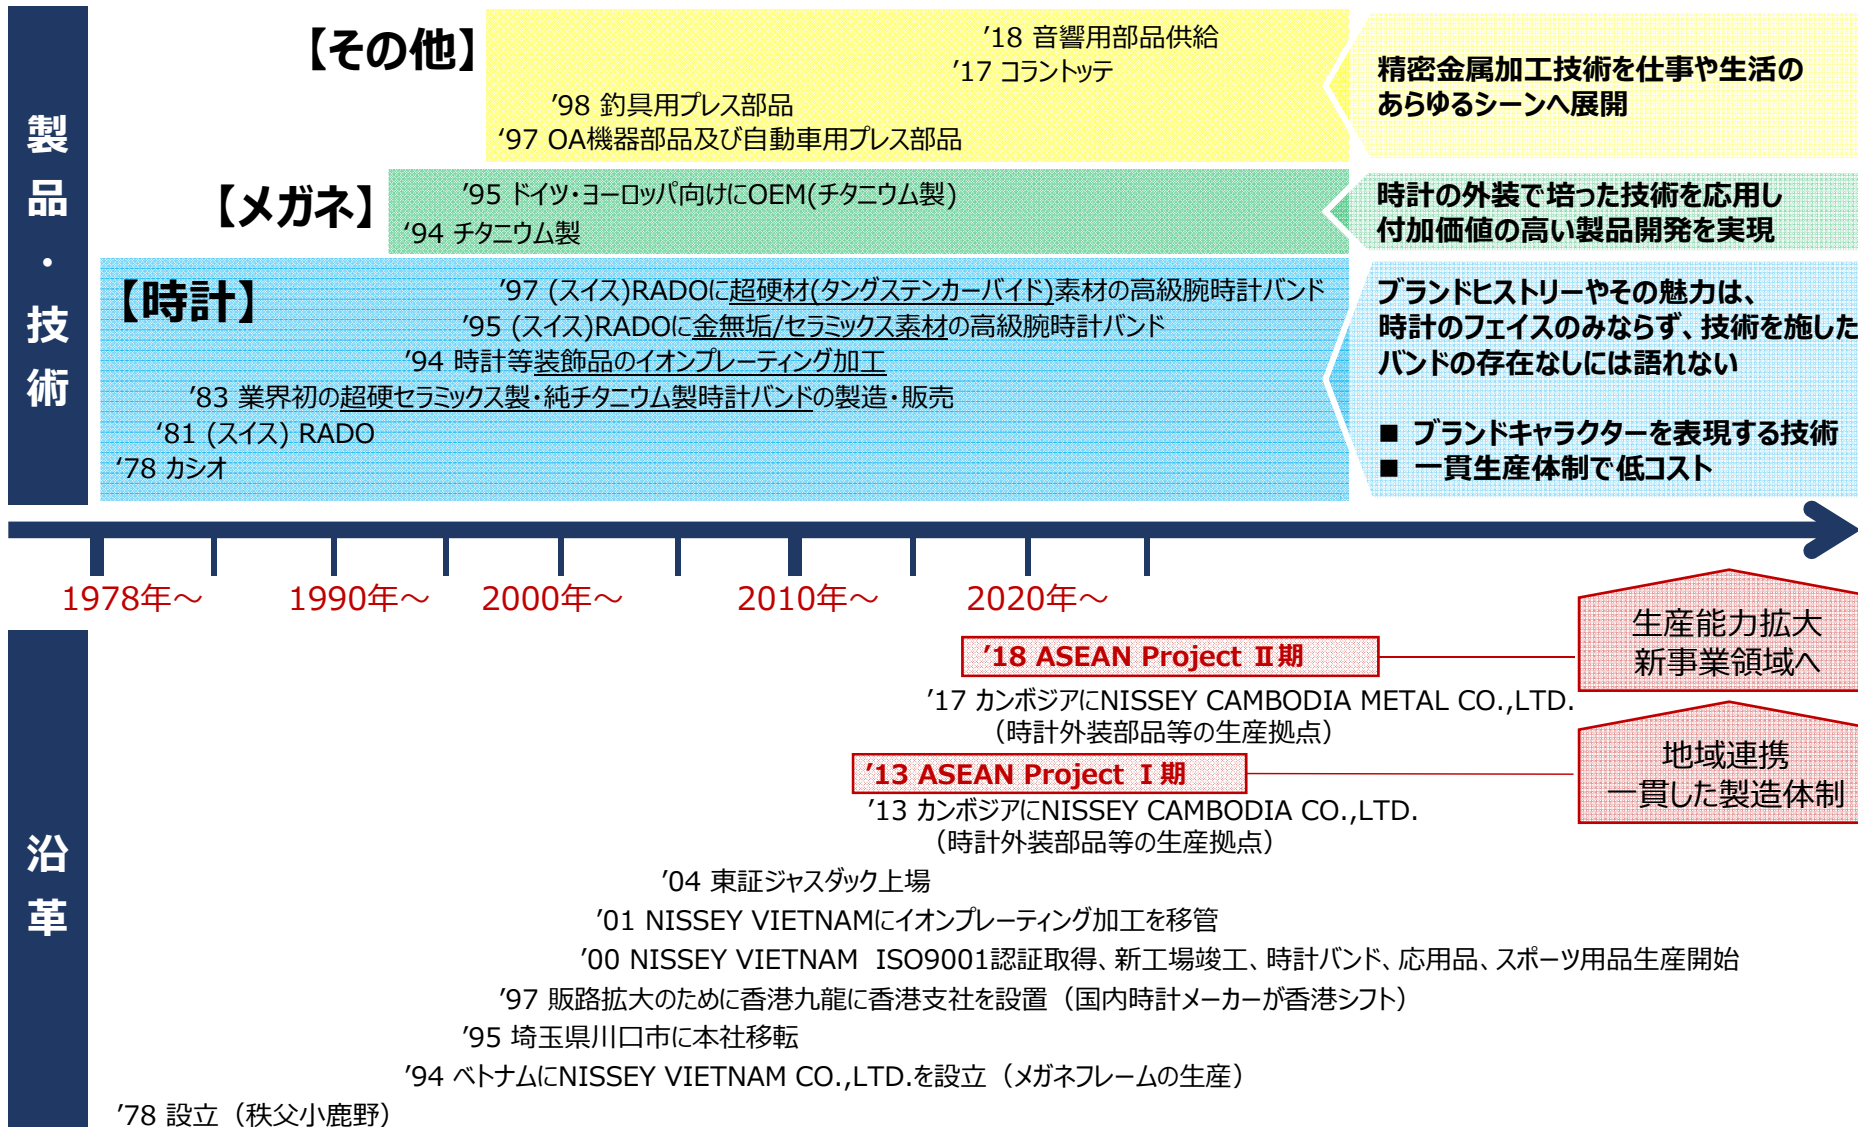 製品・技術
【その他】
’18 音響用部品供給
’17 コラントッテ
’98 釣具用プレス部品
‘97 OA機器部品及び自動車用プレス部品
精密金属加工技術を仕事や生活の
あらゆるシーンへ展開
【メガネ】
’95 ドイツ・ヨーロッパ向けにOEM(チタニウム製)
‘94 チタニウム製
時計の外装で培った技術を応用し
付加価値の高い製品開発を実現
【時計】
’97 (スイス)RADOに超硬材(タングステンカーバイド)素材の高級腕時計バンド
’95 (スイス)RADOに金無垢/セラミックス素材の高級腕時計バンド
’94 時計等装飾品のイオンプレーティング加工
’83 業界初の超硬セラミックス製・純チタニウム製時計バンドの製造・販売
‘81 (スイス) RADO
‘78 カシオ
ブランドヒストリーやその魅力は、
時計のフェイスのみならず、技術を施した
バンドの存在なしには語れない
■ ブランドキャラクターを表現する技術
■ 一貫生産体制で低コスト
1978年～
1990年～
2000年～
2010年～
2020年～
沿革
’18 ASEAN Project Ⅱ期
生産能力拡大
新事業領域へ
’17 カンボジアにNISSEY CAMBODIA METAL CO.,LTD.
（時計外装部品等の生産拠点）
’13 ASEAN Project Ⅰ期
地域連携
一貫した製造体制
’13 カンボジアにNISSEY CAMBODIA CO.,LTD.
（時計外装部品等の生産拠点）
’04 東証ジャスダック上場
’01 NISSEY VIETNAMにイオンプレーティング加工を移管
’00 NISSEY VIETNAM ISO9001認証取得、新工場竣工、時計バンド、応用品、スポーツ用品生産開始
’97 販路拡大のために香港九龍に香港支社を設置（国内時計メーカーが香港シフト）
’95 埼玉県川口市に本社移転
’94 ベトナムにNISSEY VIETNAM CO.,LTD.を設立（メガネフレームの生産）
’78 設立（秩父小鹿野）